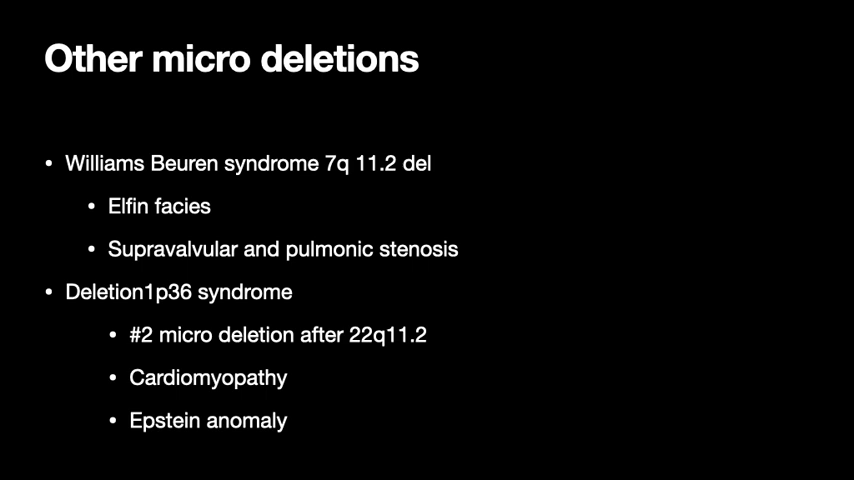 Other micro deletions
• Williams Beuren syndrome 7q 11.2 del
• Elfin facies
• Supravalvular and pulmonic stenosis
• Deletion1p36 syndrome
• #2 micro deletion after 22q11.2
• Cardiomyopathy
• Epstein anomaly